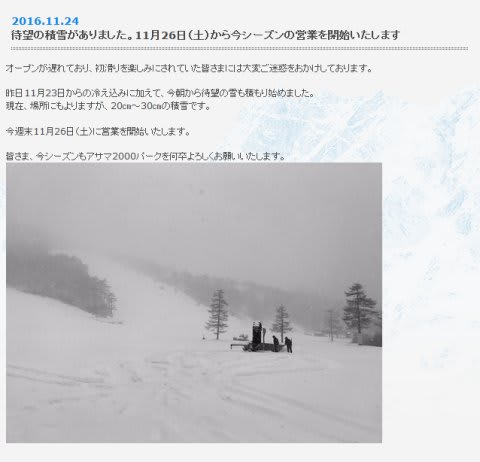 2016.11.24
待望の積雪がありました。11月26日(土)から今シーズンの営業を開始いたします
オープンが遅れており、初滑りを楽しみにされていた皆さまには大変ご迷惑をおかけしております。
昨日11月23日からの冷え込みに加えて、今朝から待望の雪も積もり始めました。
現在、場所にもよりますが、20cm～30cmの積雪です。
今週末11月26日(土)に営業を開始いたします。
皆さま、今シーズンもアサマ2000パークを何卒よろしくお願いいたします。